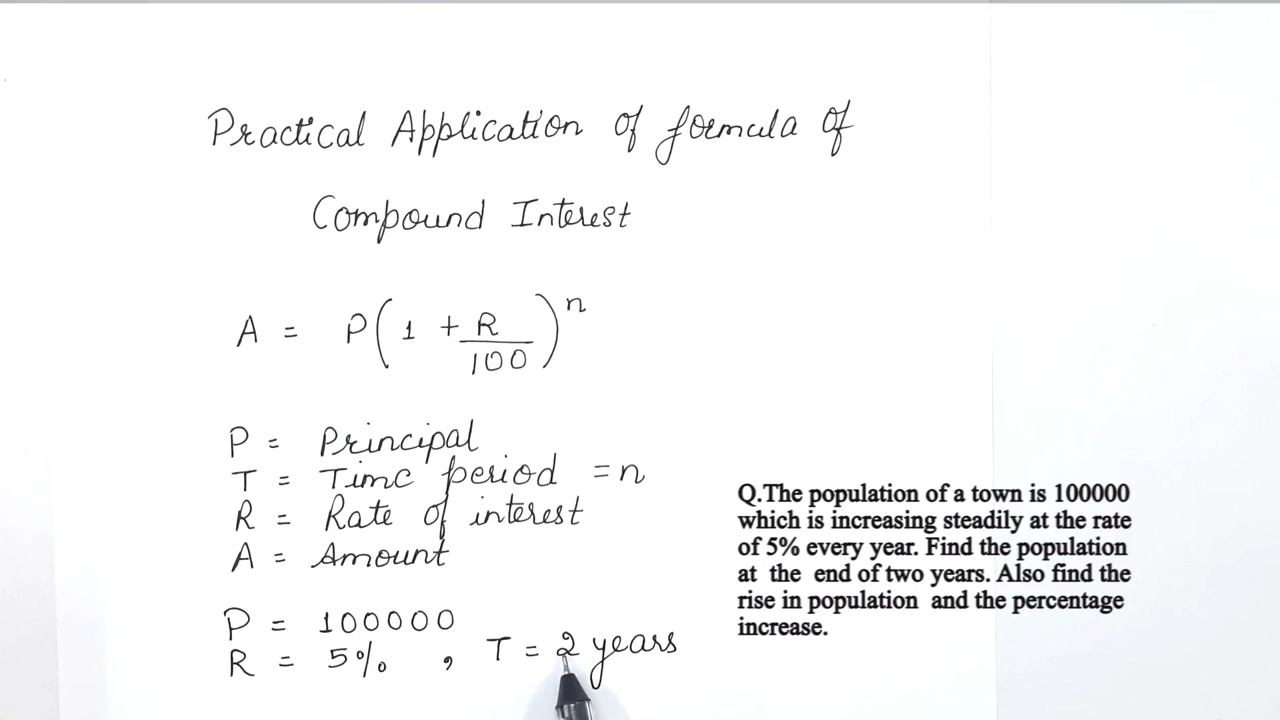 Practical Application of formula of
Compound Interest
A = P(1 + R/100)^n
P = Principal
T = Time period = n
R = Rate of interest
A = Amount
P = 100000
R = 5% , T = 2 years
Q.The population of a town is 100000
which is increasing steadily at the rate
of 5% every year. Find the population
at the end of two years. Also find the
rise in population and the percentage
increase.